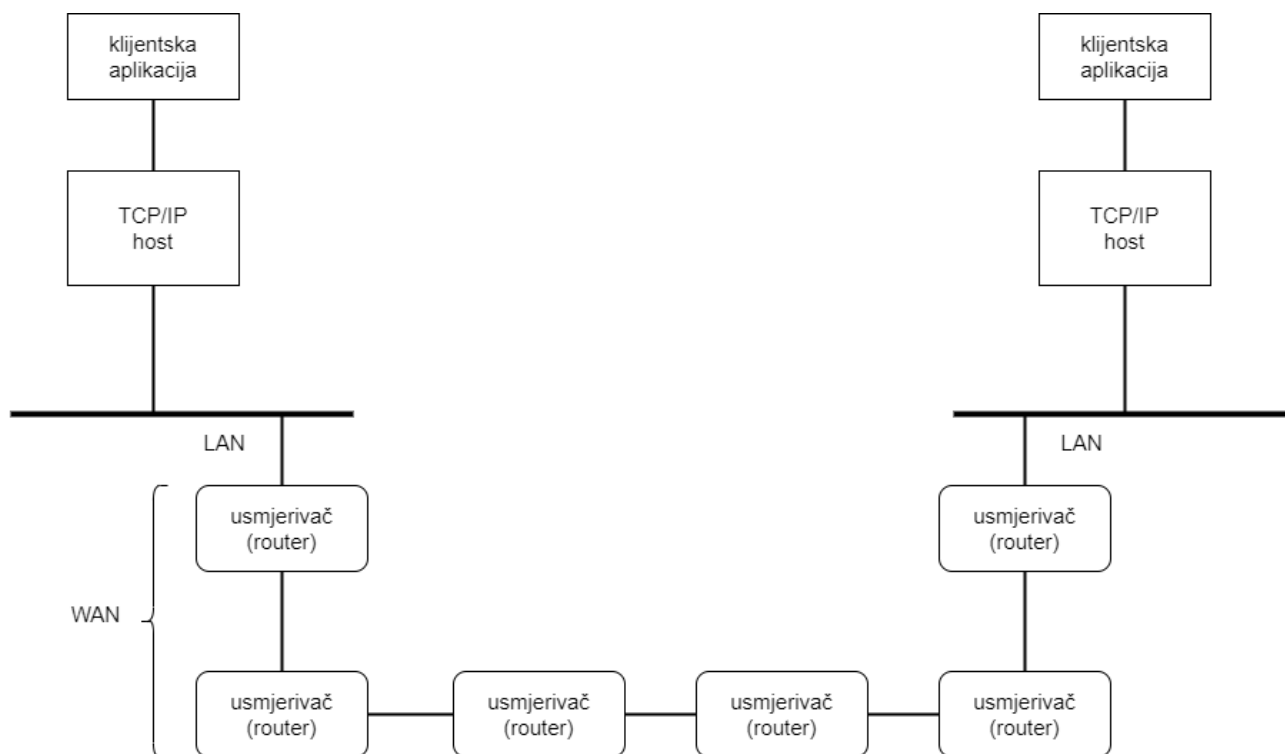 klijentska
aplikacija
klijentska
aplikacija
TCP/IP
host
TCP/IP
host
LAN
LAN
usmjerivač
(router)
usmjerivač
(router)
WAN
usmjerivač
(router)
usmjerivač
(router)
usmjerivač
(router)
usmjerivač
(router)